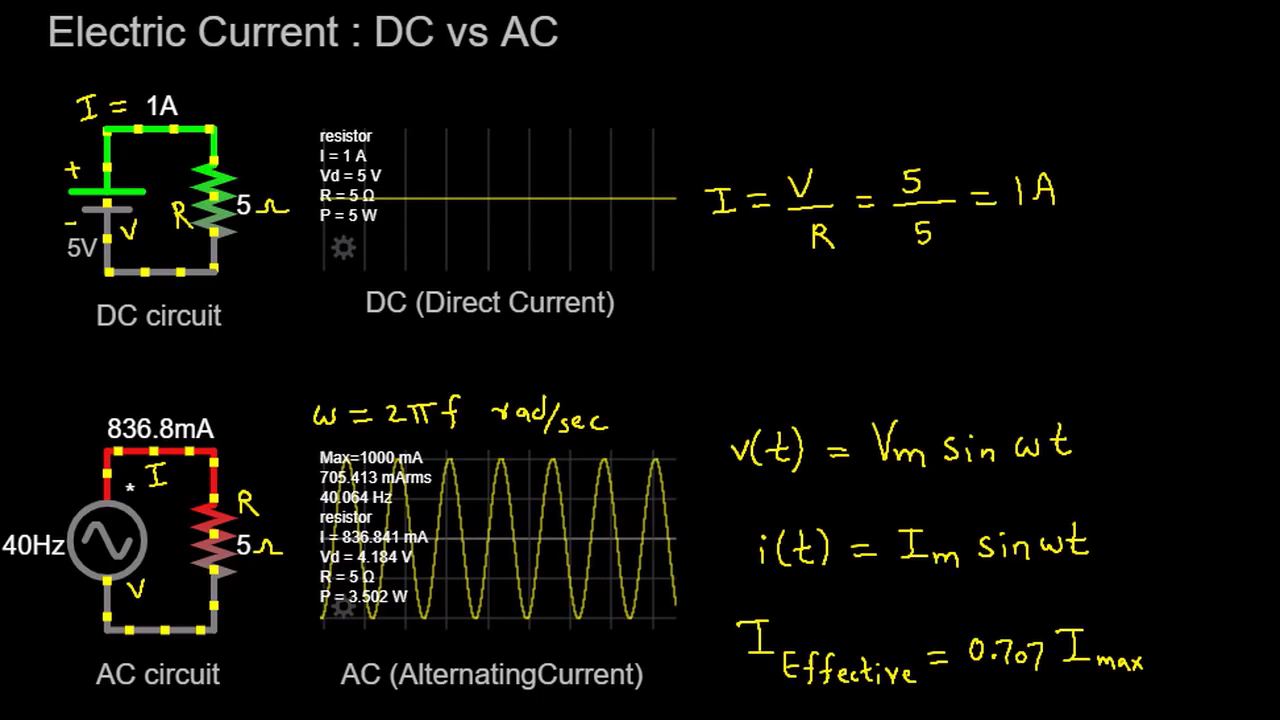 Electric Current : DC vs AC
I = 1A
+
-
V
5V
R
5 Ω
DC circuit
resistor
I = 1 A
Vd = 5 V
R = 5 Ω
P = 5 W
DC (Direct Current)
I = V/R = 5/5 = 1A
836.8mA
I
*
40Hz
V
R
5Ω
AC circuit
ω = 2πf rad/sec
Max=1000 mA
705.413 mArms
40.064 Hz
resistor
I = 836.841 mA
Vd = 4.184 V
R = 5 Ω
P = 3.502 W
AC (AlternatingCurrent)
v(t) = Vm sin ωt
i(t) = Im sin ωt
I Effective = 0.707 I max